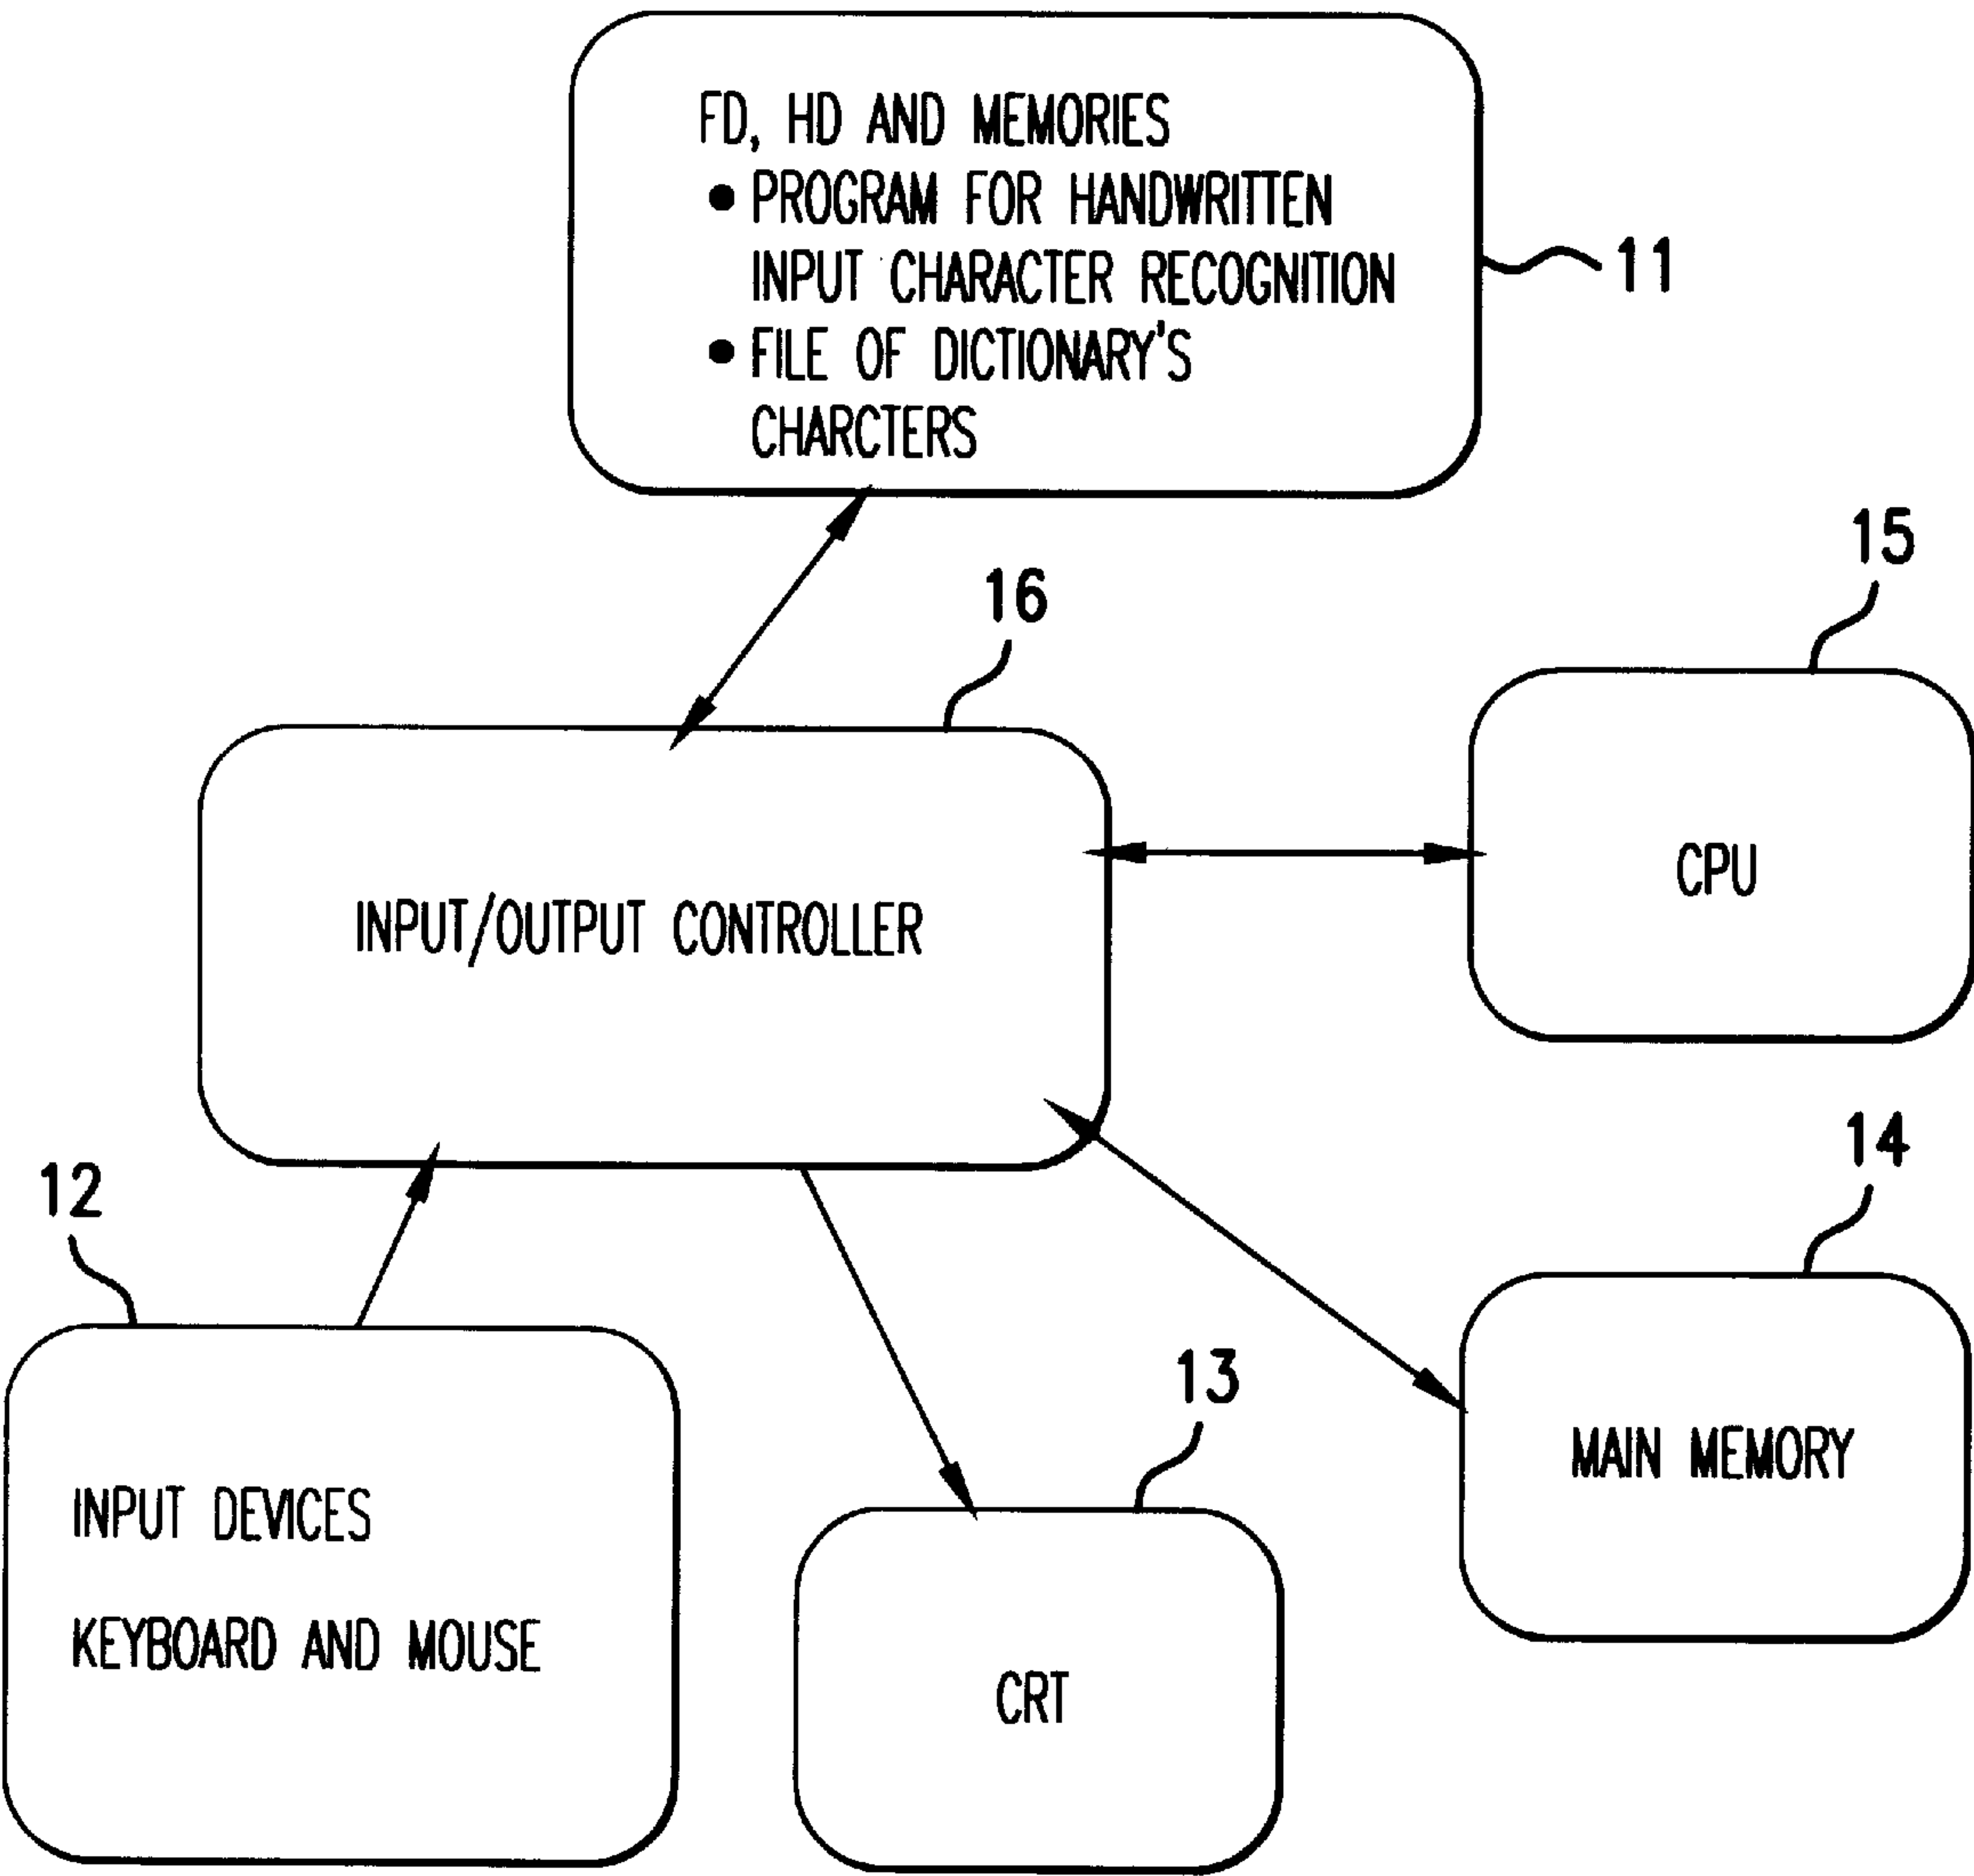 FD, HD AND MEMORIES
● PROGRAM FOR HANDWRITTEN
INPUT CHARACTER RECOGNITION
● FILE OF DICTIONARY'S
CHARCTERS
11
16
15
INPUT/OUTPUT CONTROLLER
CPU
12
14
13
INPUT DEVICES
KEYBOARD AND MOUSE
CRT
MAIN MEMORY